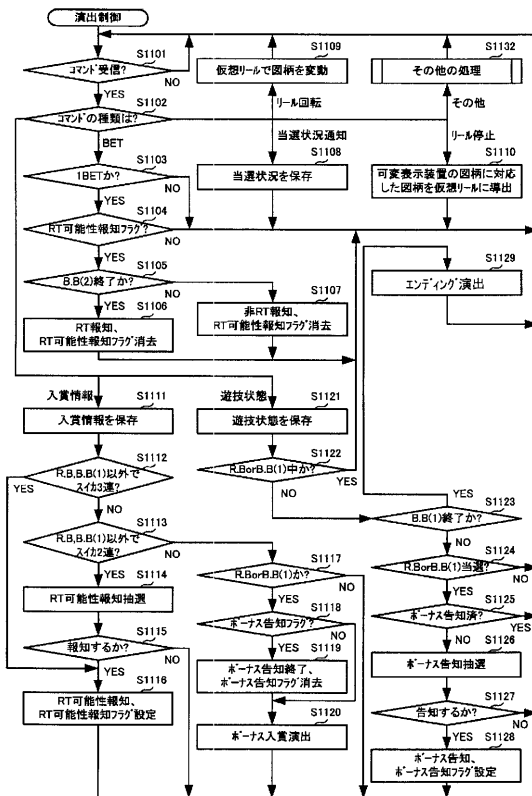 演出制御
S1101
コマンド受信?
NO
YES
S1102
コマンドの種類は?
BET
S1103
1BETか?
NO
YES
S1104
RT可能性報知フラグ?
NO
YES
S1105
B.B(2)終了か?
NO
YES
S1106
RT報知、
RT可能性報知フラグ消去
S1107
非RT報知、
RT可能性報知フラグ消去
S1109
仮想リールで図柄を変動
リール回転
当選状況通知
S1108
当選状況を保存
S1132
その他の処理
その他
リール停止
S1110
可変表示装置の図柄に対応
した図柄を仮想リールに導出
S1129
エンディング演出
入賞情報
S1111
入賞情報を保存
S1112
R.B,B.B(1)以外で
スイカ3連?
YES
NO
S1113
R.B,B.B(1)以外で
スイカ2連?
NO
YES
S1114
RT可能性報知抽選
S1115
報知するか?
YES
NO
S1116
RT可能性報知、
RT可能性報知フラグ設定
遊技状態
S1121
遊技状態を保存
S1122
R.BorB.B(1)中か?
NO
YES
S1117
R.BorB.B(1)か?
NO
YES
S1118
ボーナス告知フラグ?
YES
NO
S1119
ボーナス告知終了、
ボーナス告知フラグ消去
S1120
ボーナス入賞演出
YES
S1123
B.B(1)終了か?
NO
S1124
R.BorB.B(1)当選?
NO
YES
S1125
ボーナス告知済?
NO
YES
S1126
ボーナス告知抽選
S1127
告知するか?
NO
YES
S1128
ボーナス告知、
ボーナス告知フラグ設定